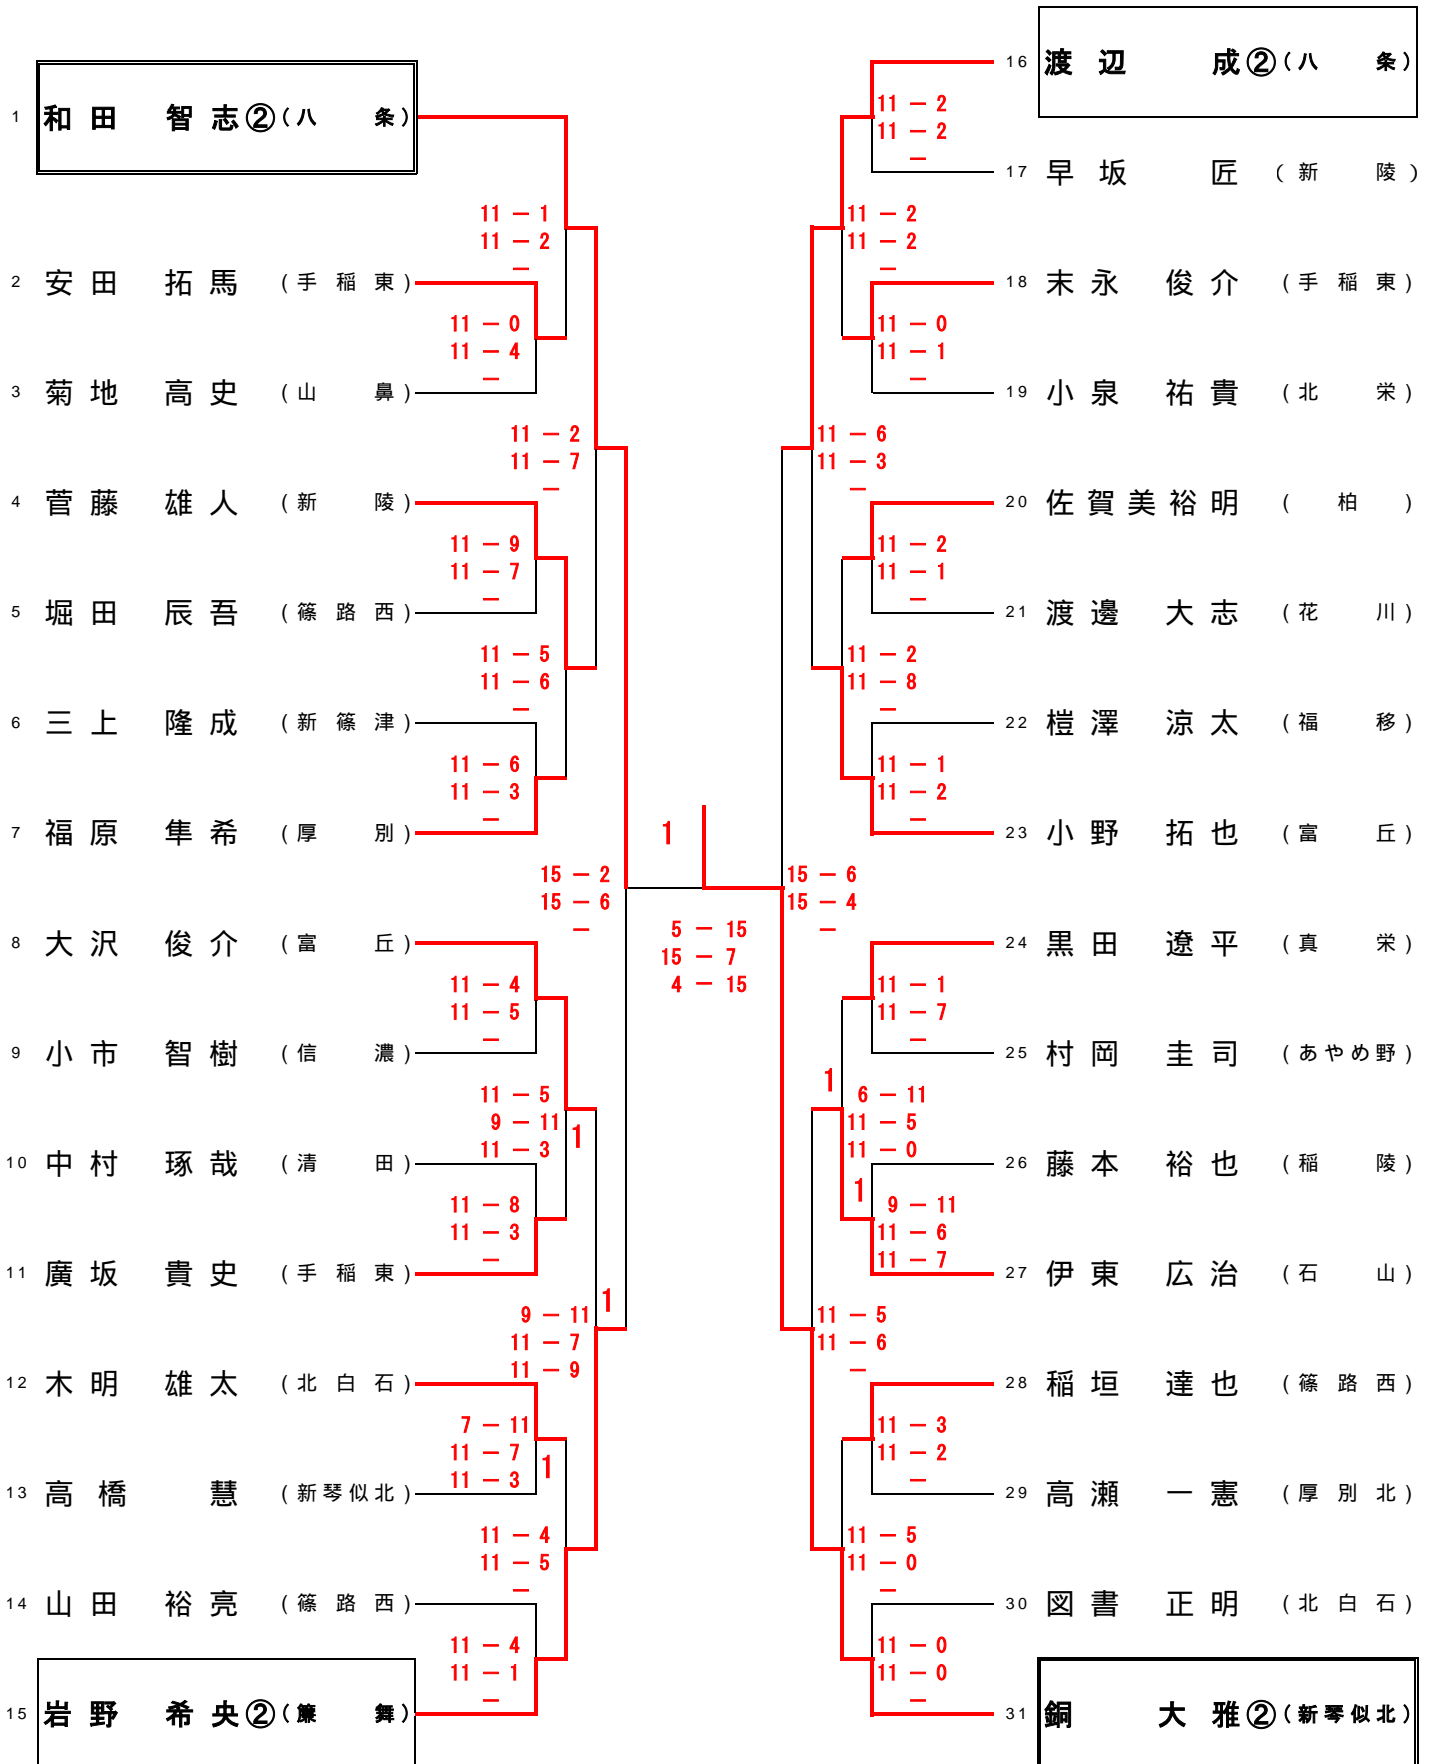 1 和田 智志②(八 条)
11 − 1
11 − 2
−
2 安田 拓馬 (手稲東)
11 − 0
11 − 4
−
3 菊地 高史 (山 鼻)
11 − 2
11 − 7
−
4 菅藤 雄人 (新 陵)
11 − 9
11 − 7
−
5 堀田 辰吾 (篠路西)
11 − 5
11 − 6
−
6 三上 隆成 (新篠津)
11 − 6
11 − 3
−
7 福原 隼希 (厚 別)
15 − 2
15 − 6
−
8 大沢 俊介 (富 丘)
11 − 4
11 − 5
−
9 小市 智樹 (信 濃)
11 − 5
9 − 11
11 − 3
1
10 中村 琢哉 (清 田)
11 − 8
11 − 3
−
11 廣坂 貴史 (手稲東)
9 − 11
11 − 7
11 − 9
1
12 木明 雄太 (北白石)
7 − 11
11 − 7
11 − 3
1
13 高橋 慧 (新琴似北)
11 − 4
11 − 5
−
14 山田 裕亮 (篠路西)
11 − 4
11 − 1
−
15 岩野 希央②(簾 舞)
1
5 − 15
15 − 7
4 − 15
16 渡辺 成②(八 条)
11 − 2
11 − 2
−
17 早坂 匠 (新 陵)
11 − 2
11 − 2
−
18 末永 俊介 (手稲東)
11 − 0
11 − 1
−
19 小泉 祐貴 (北 栄)
11 − 6
11 − 3
−
20 佐賀美裕明 (柏)
11 − 2
11 − 1
−
21 渡邊 大志 (花 川)
11 − 2
11 − 8
−
22 榿澤 涼太 (福 移)
11 − 1
11 − 2
−
23 小野 拓也 (富 丘)
15 − 6
15 − 4
−
24 黒田 遼平 (真 栄)
11 − 1
11 − 7
−
25 村岡 圭司 (あやめ野)
1
6 − 11
11 − 5
11 − 0
26 藤本 裕也 (稲 陵)
1
9 − 11
11 − 6
11 − 7
27 伊東 広治 (石 山)
11 − 5
11 − 6
−
28 稲垣 達也 (篠路西)
11 − 3
11 − 2
−
29 高瀬 一憲 (厚別北)
11 − 5
11 − 0
−
30 図書 正明 (北白石)
11 − 0
11 − 0
−
31 銅 大雅②(新琴似北)